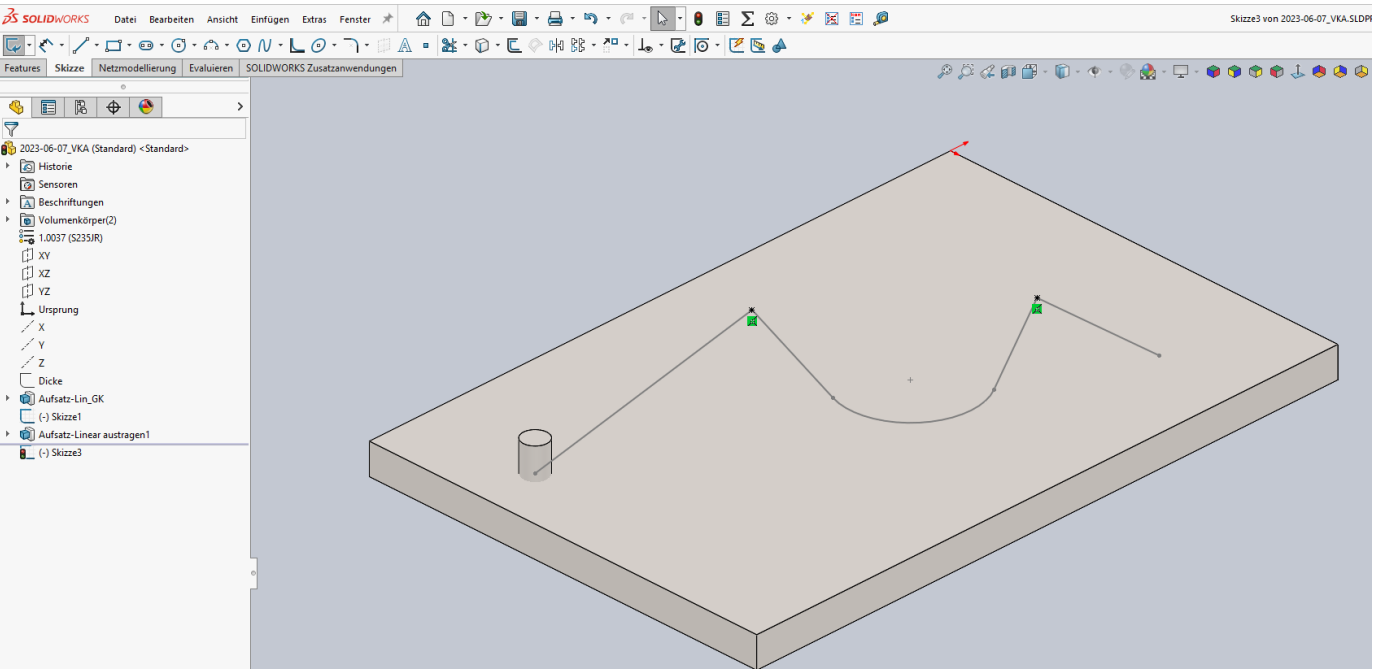 SOLIDWORKS Datei Bearbeiten Ansicht Einfügen Extras Fenster Skizze3 von 2023-06-07_VKA.SLDP
Features Skizze Netzmodellierung Evaluieren SOLIDWORKS Zusatzanwendungen
2023-06-07_VKA (Standard) <Standard>
Historie
Sensoren
Beschriftungen
Volumenkörper(2)
1.0037 (S235JR)
XY
XZ
YZ
Ursprung
X
Y
Z
Dicke
Aufsatz-Lin_GK
(-) Skizze1
Aufsatz-Linear austragen1
(-) Skizze3